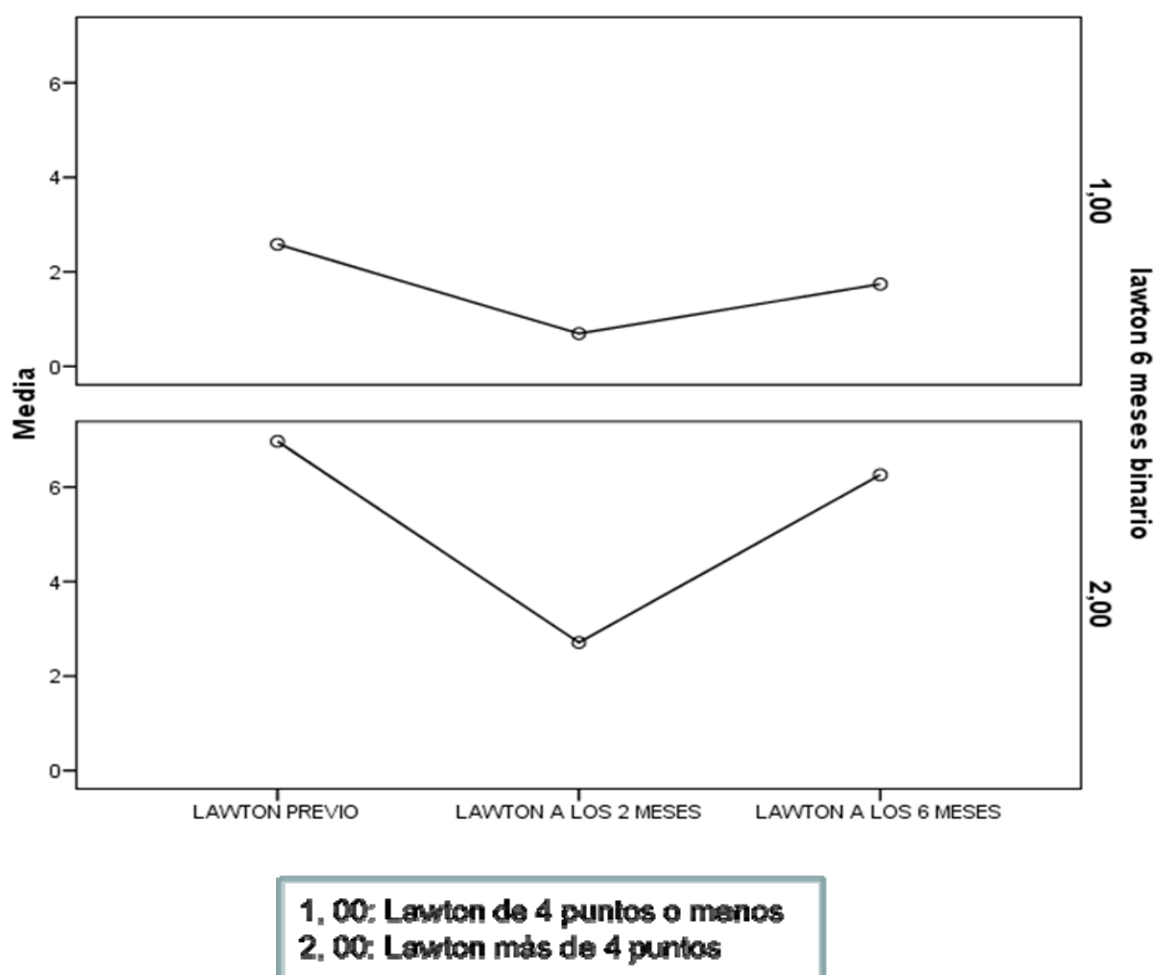 6
4
2
0
1,00
Media
lawton 6 meses binario
6
4
2
0
2,00
LAWTON PREVIO
LAWTON A LOS 2 MESES
LAWTON A LOS 6 MESES
1, 00: Lawton de 4 puntos o menos
2, 00: Lawton más de 4 puntos